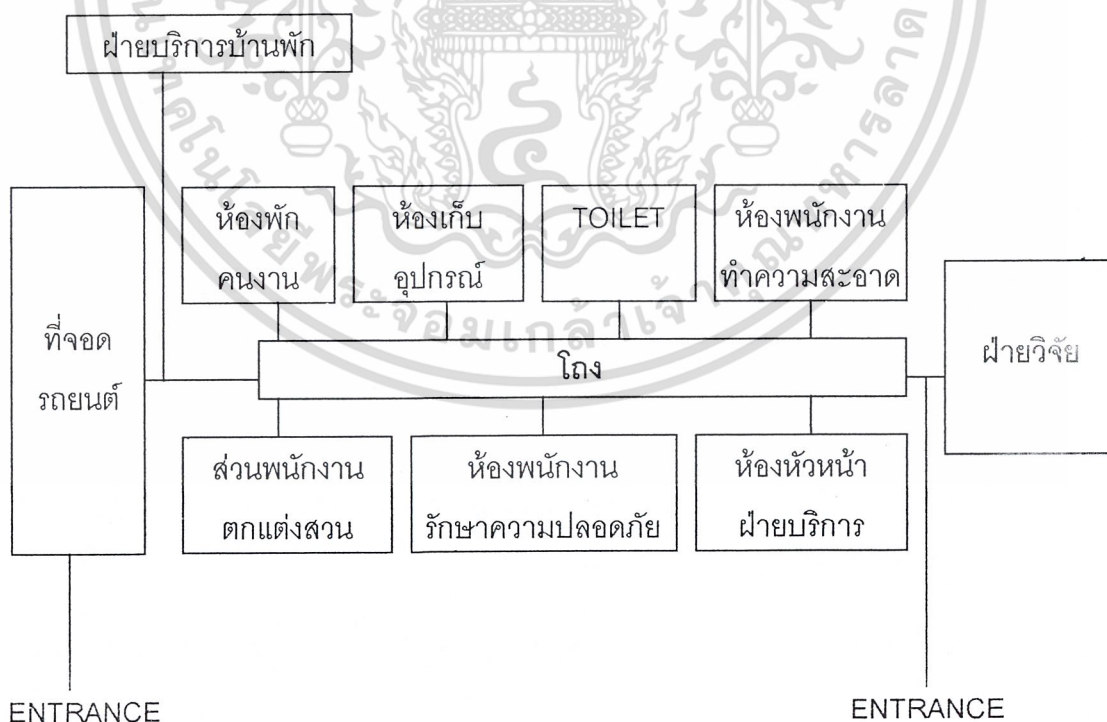 ฝ่ายบริการบ้านพัก
ห้องพัก
คนงาน
ห้องเก็บ
อุปกรณ์
TOILET
ห้องพนักงาน
ทำความสะอาด
ที่จอด
รถยนต์
โถง
ฝ่ายวิจัย
ส่วนพนักงาน
ตกแต่งสวน
ห้องพนักงาน
รักษาความปลอดภัย
ห้องหัวหน้า
ฝ่ายบริการ
ENTRANCE
ENTRANCE